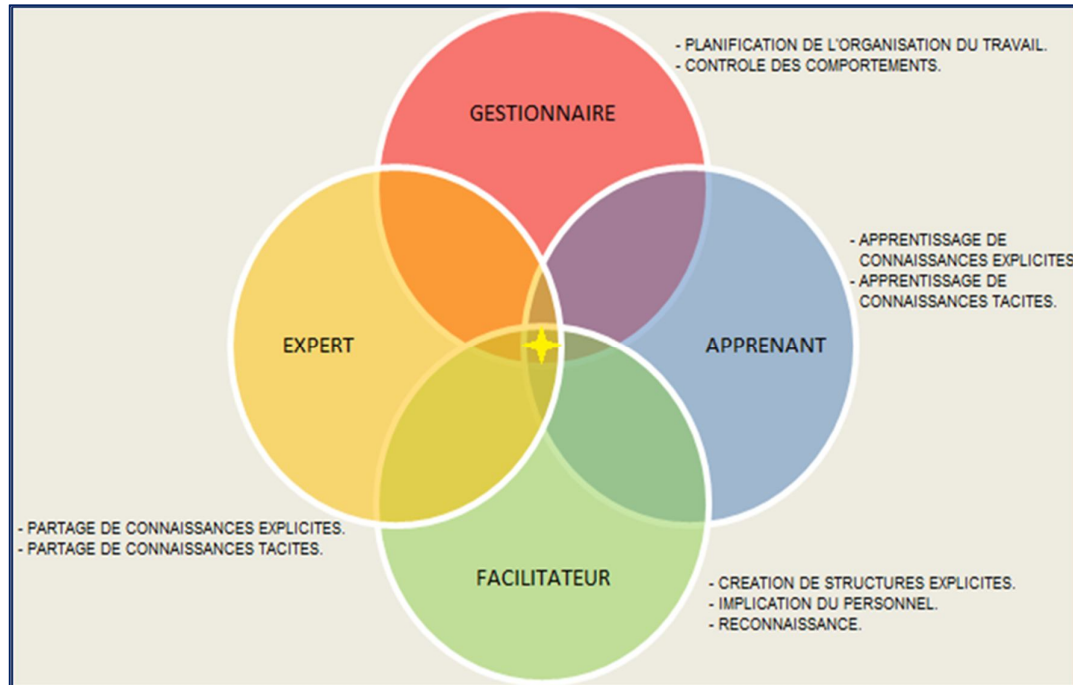 - PLANIFICATION DE L'ORGANISATION DU TRAVAIL.
- CONTROLE DES COMPORTEMENTS.
GESTIONNAIRE
- APPRENTISSAGE DE
CONNAISSANCES EXPLICITES
- APPRENTISSAGE DE
CONNAISSANCES TACITES.
EXPERT
APPRENANT
- PARTAGE DE CONNAISSANCES EXPLICITES.
- PARTAGE DE CONNAISSANCES TACITES.
FACILITATEUR
- CREATION DE STRUCTURES EXPLICITES.
- IMPLICATION DU PERSONNEL.
- RECONNAISSANCE.